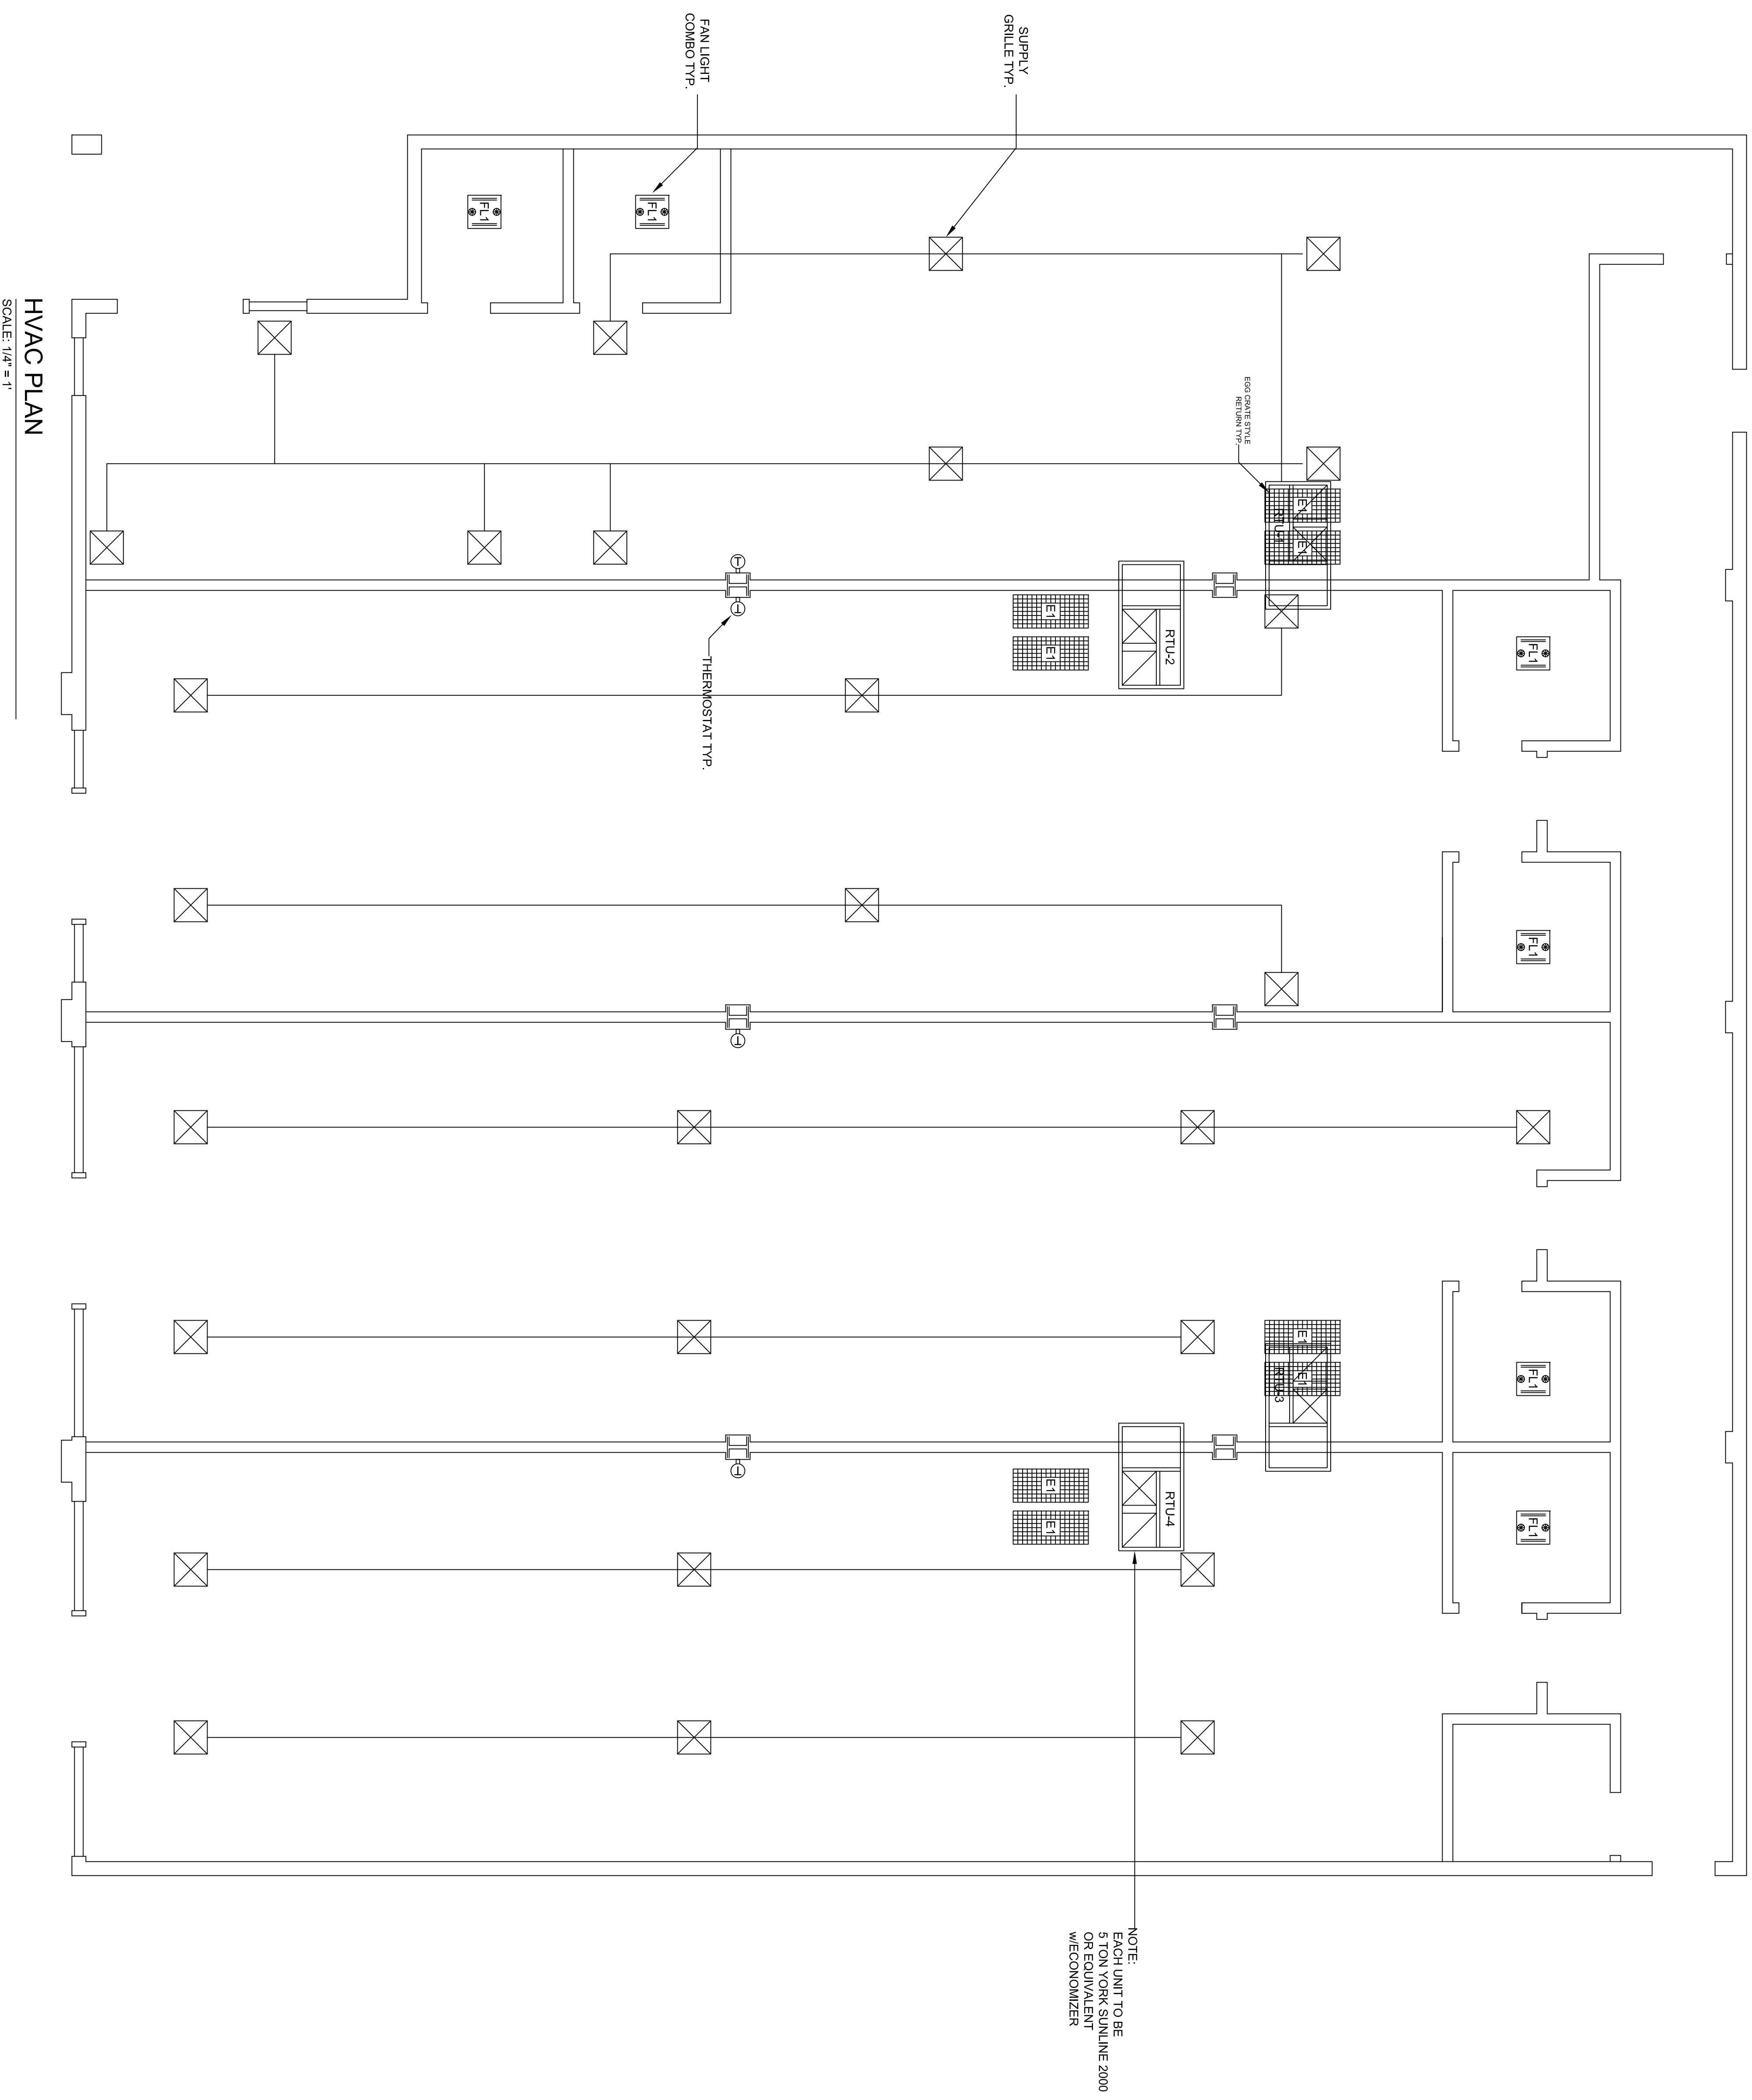 SUPPLY
GRILLE TYP.
FAN LIGHT
COMBO TYP.
FL1
FL1
EGG CRATE STYLE
RETURN TYP.
E1
E1
RTU-1
T
T
THERMOSTAT TYP.
E1
E1
RTU-2
FL1
FL1
T
E1
E1
RTU-3
FL1
T
E1
E1
RTU-4
FL1
NOTE:
EACH UNIT TO BE
5 TON YORK SUNLINE 2000
OR EQUIVALENT
w/ECONOMIZER
HVAC PLAN
SCALE: 1/4" = 1'